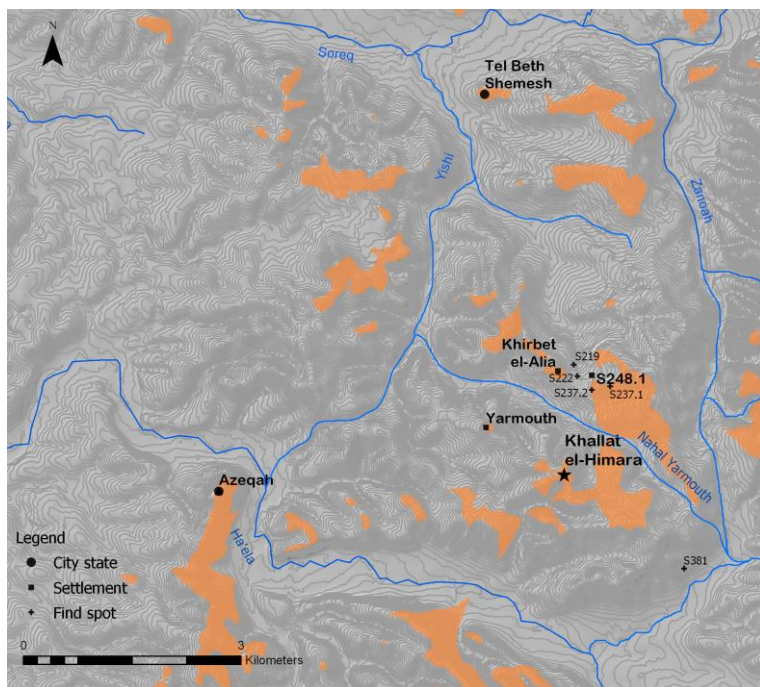 N
Soreq
Tel Beth
Shemesh
Yishi
Zanoah
Khirbet
el-Alia
S219
S222
S248.1
S237.2
S237.1
Yarmouth
Khallat
el-Himara
Nahal Yarmouth
Azeqah
Ha'ela
S381
Legend
City state
Settlement
Find spot
0
3
Kilometers